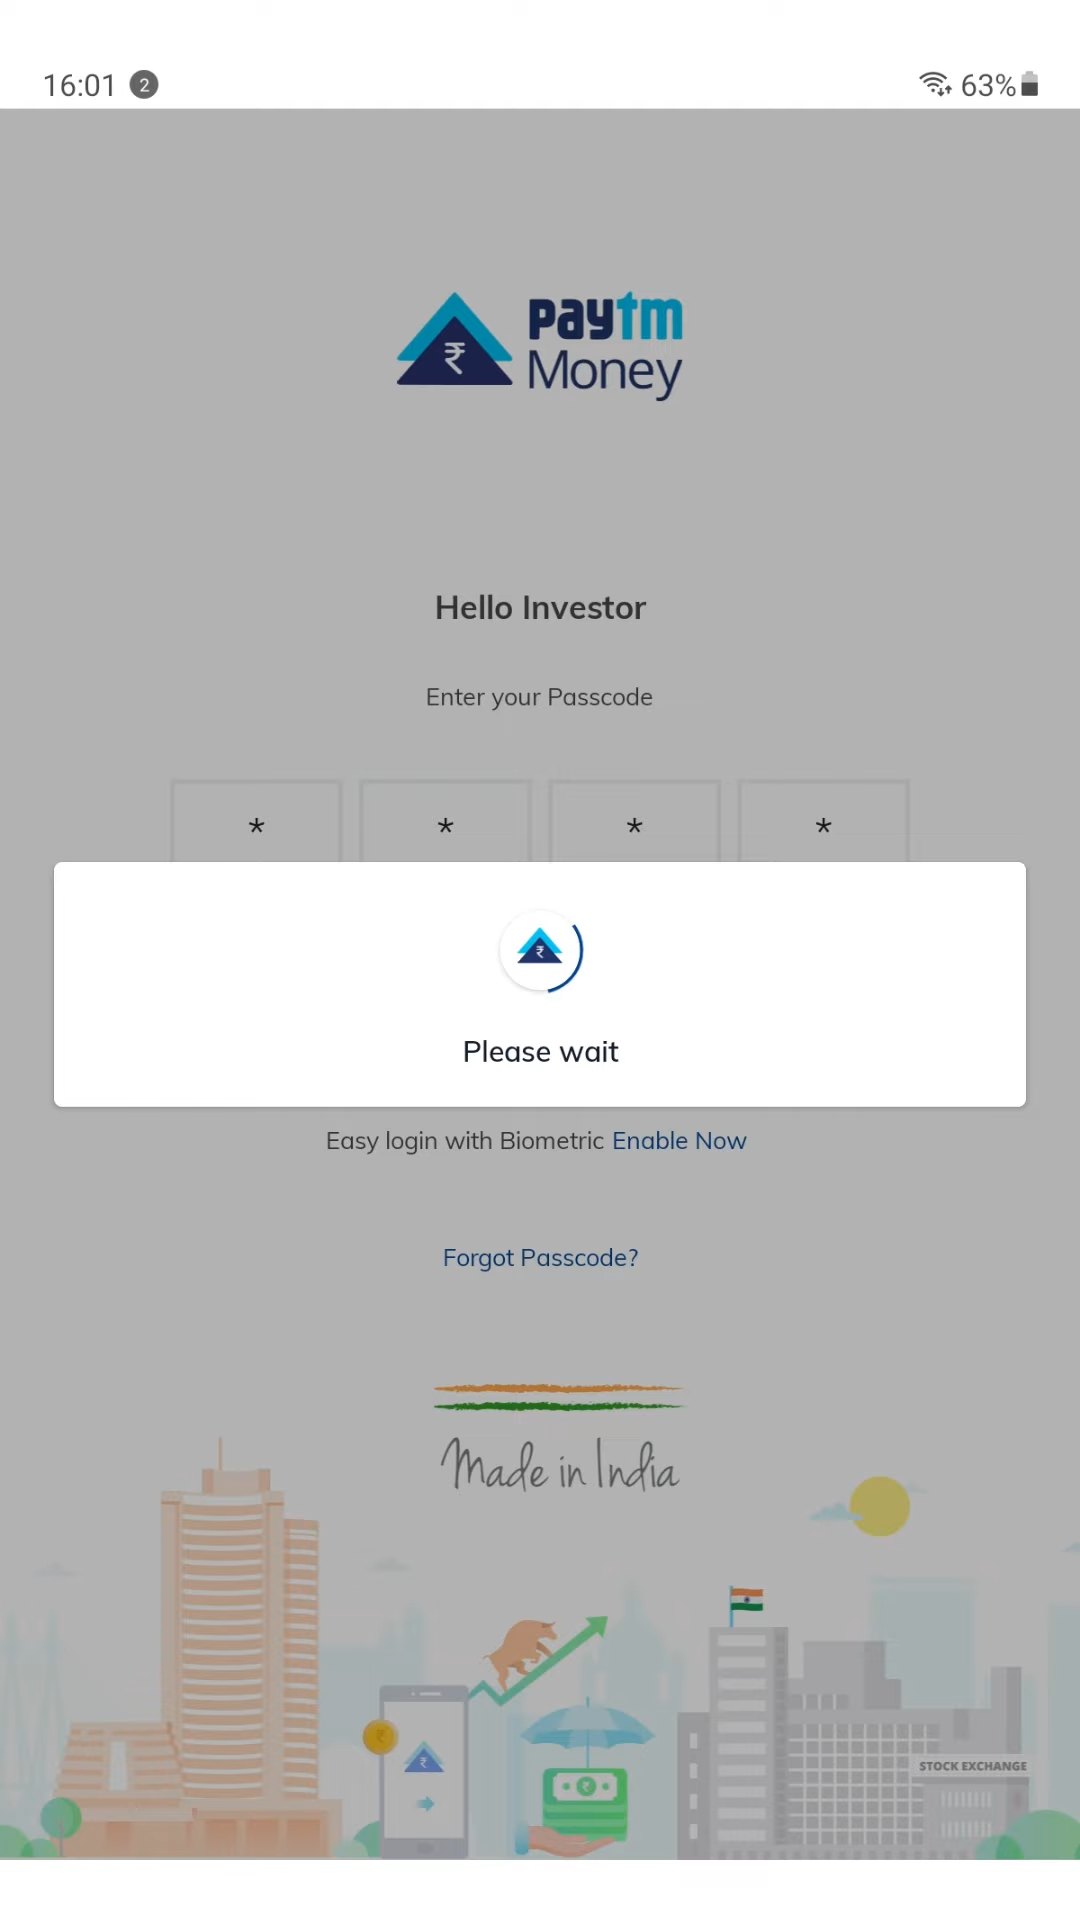 16:01 2 63%
paytm
Money
Hello Investor
Enter your Passcode
* * * *
Please wait
Easy login with Biometric Enable Now
Forgot Passcode?
Made in India
STOCK EXCHANGE